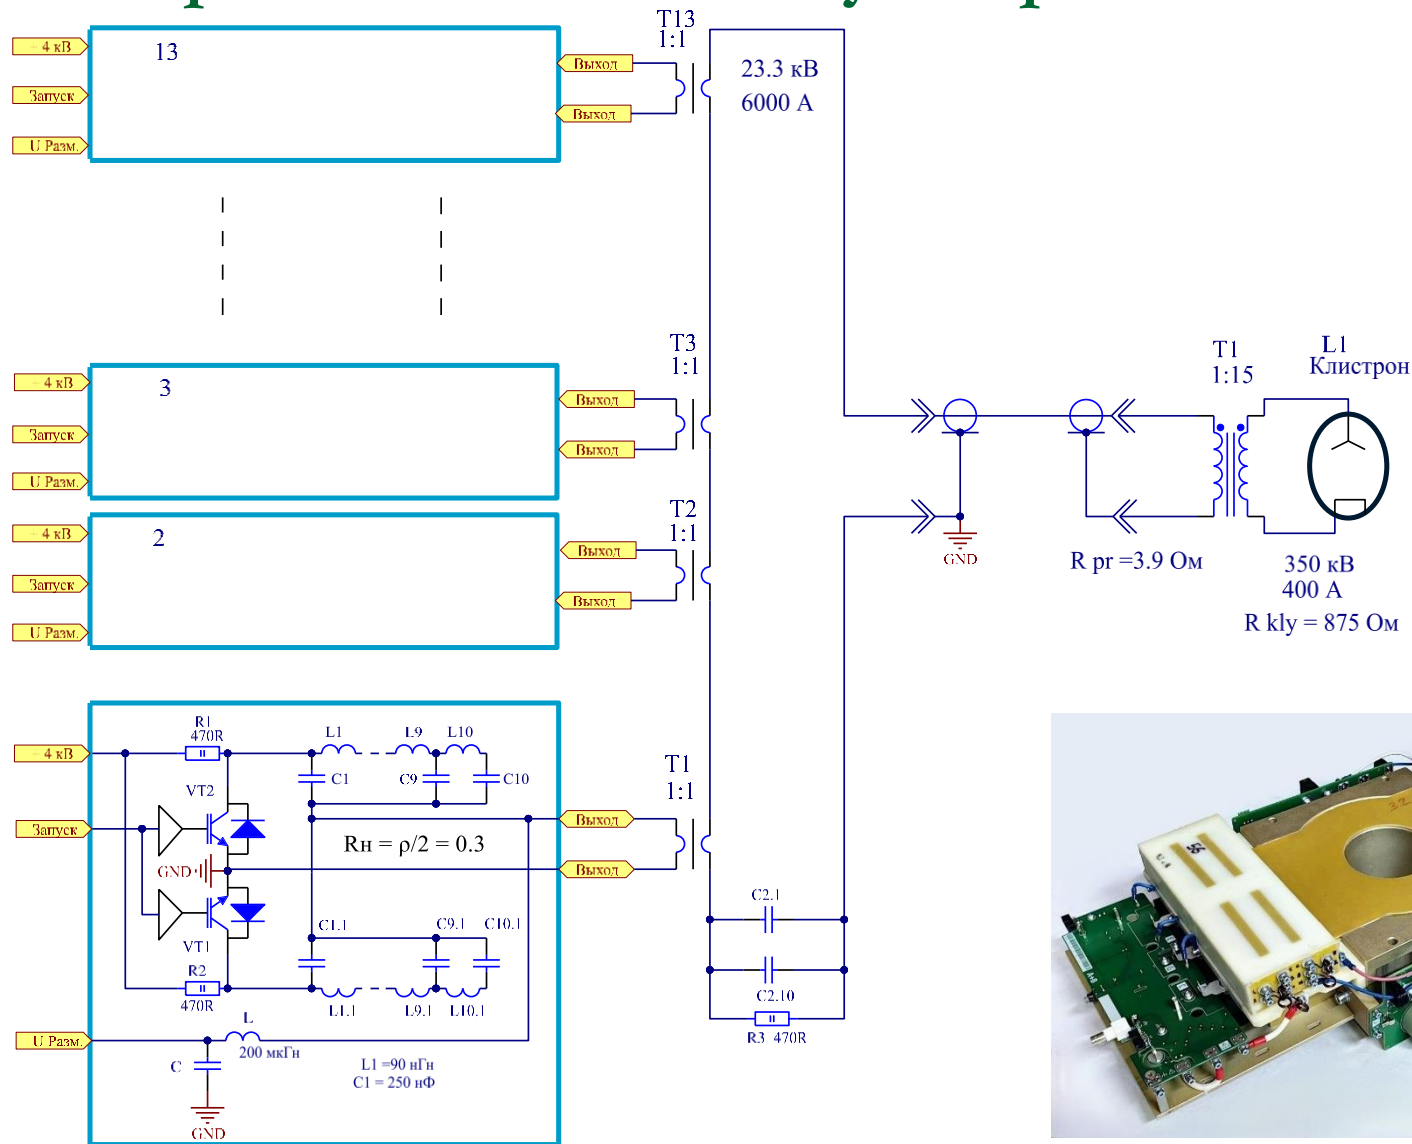 T13
1:1
+ 4 кВ
13
Выход
23.3 кВ
Запуск
6000 А
Выход
U Разм.
T3
1:1
T1
1:15
L1
Клистрон
+ 4 кВ
3
Выход
Запуск
Выход
U Разм.
T2
1:1
+ 4 кВ
2
Выход
GND
R pr =3.9 Ом
350 кВ
Запуск
400 А
Выход
R kly = 875 Ом
U Разм.
R1
470R
L1
L9
L10
+ 4 кВ
T1
1:1
C1
C9
C10
VT2
Запуск
Выход
Rн = ρ/2 = 0.3
GND
Выход
C2.1
C1.1
C9.1
C10.1
VT1
R2
470R
C2.10
L1.1
L9.1
L10.1
L
200 мкГн
U Разм.
R3 470R
C
L1 =90 нГн
C1 = 250 нФ
GND